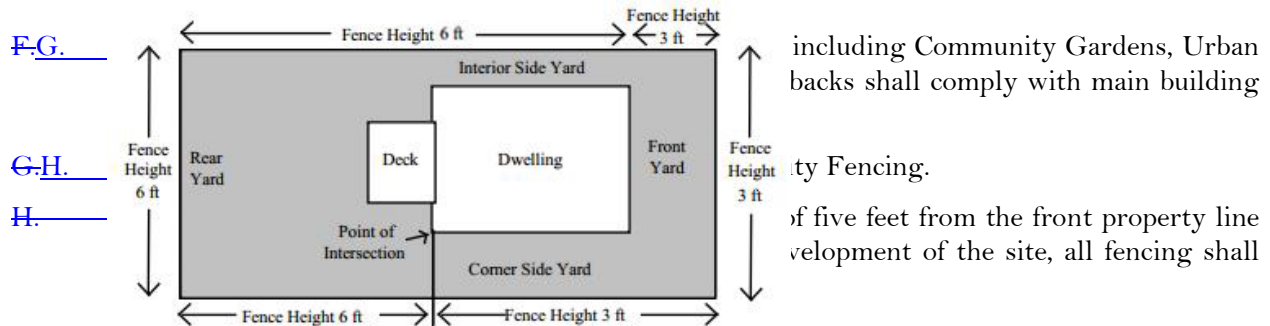 Fence Height
3 ft
Fence Height 6 ft
F.G. including Community Gardens, Urban
Interior Side Yard
backs shall comply with main building
Fence
Height
6 ft
Rear
Yard
Deck
Dwelling
Front
Yard
Fence
Height
3 ft
G.H. ty Fencing.
H. of five feet from the front property line
Point of
Intersection
velopment of the site, all fencing shall
Corner Side Yard
Fence Height 6 ft
Fence Height 3 ft